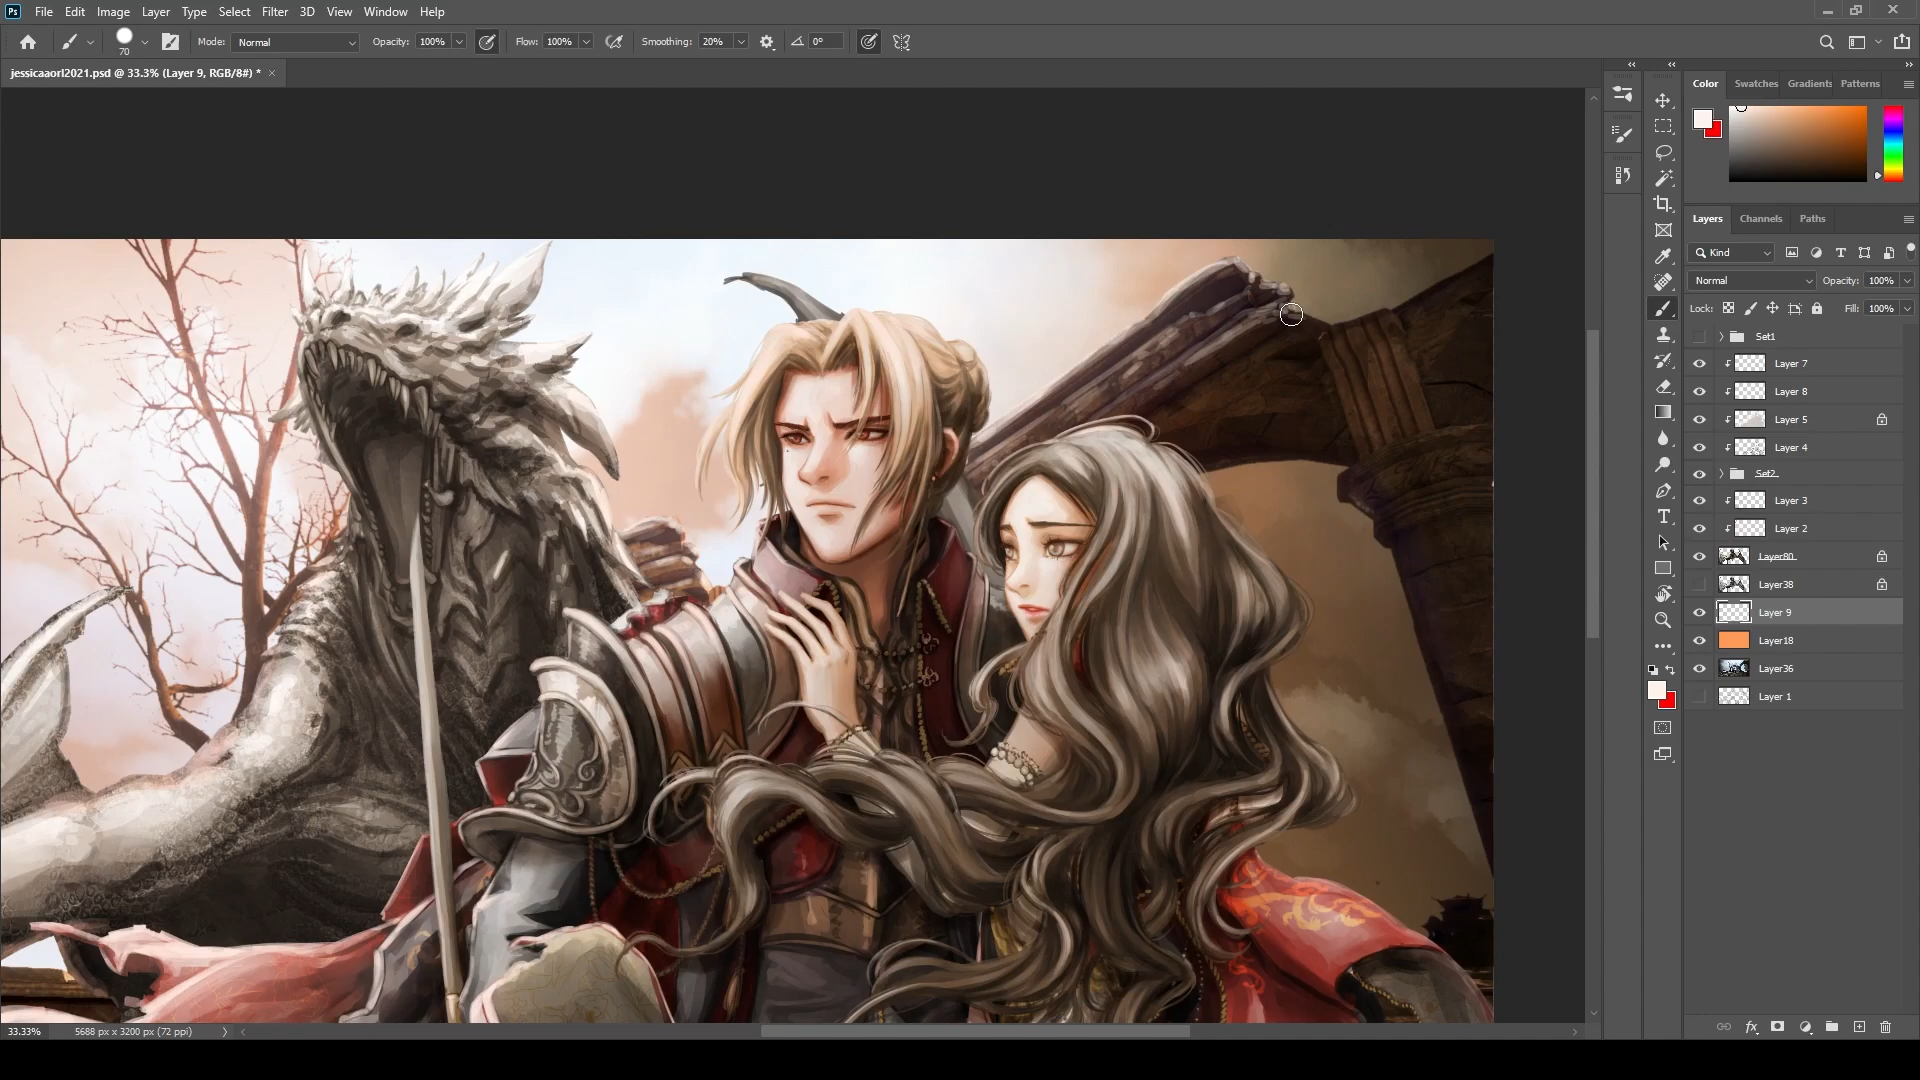 Ps File Edit Image Layer Type Select Filter 3D View Window Help
70 Mode: Normal Opacity: 100% Flow: 100% Smoothing: 20% 0°
jessicaaorl2021.psd @ 33.3% (Layer 9, RGB/8#) * ×
Color Swatches Gradients Patterns
Layers Channels Paths
Kind
Normal Opacity: 100%
Lock: Fill: 100%
Set1
Layer 7
Layer 8
Layer 5
Layer 4
Set2
Layer 3
Layer 2
Layer80
Layer38
Layer 9
Layer18
Layer36
Layer 1
fx
33.33% 5688 px x 3200 px (72 ppi)